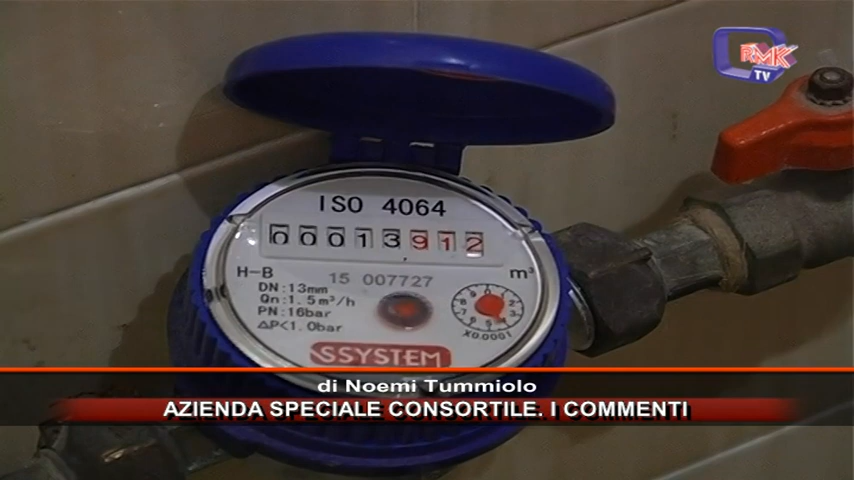 RMK
TV
ISO 4064
00013912
m³
H-B
15 007727
DN:13mm
Qn:1.5m³/h
PN:16bar
ΔP<1.0bar
X0.0001
SSYSTEM
di Noemi Tummiolo
AZIENDA SPECIALE CONSORTILE. I COMMENTI